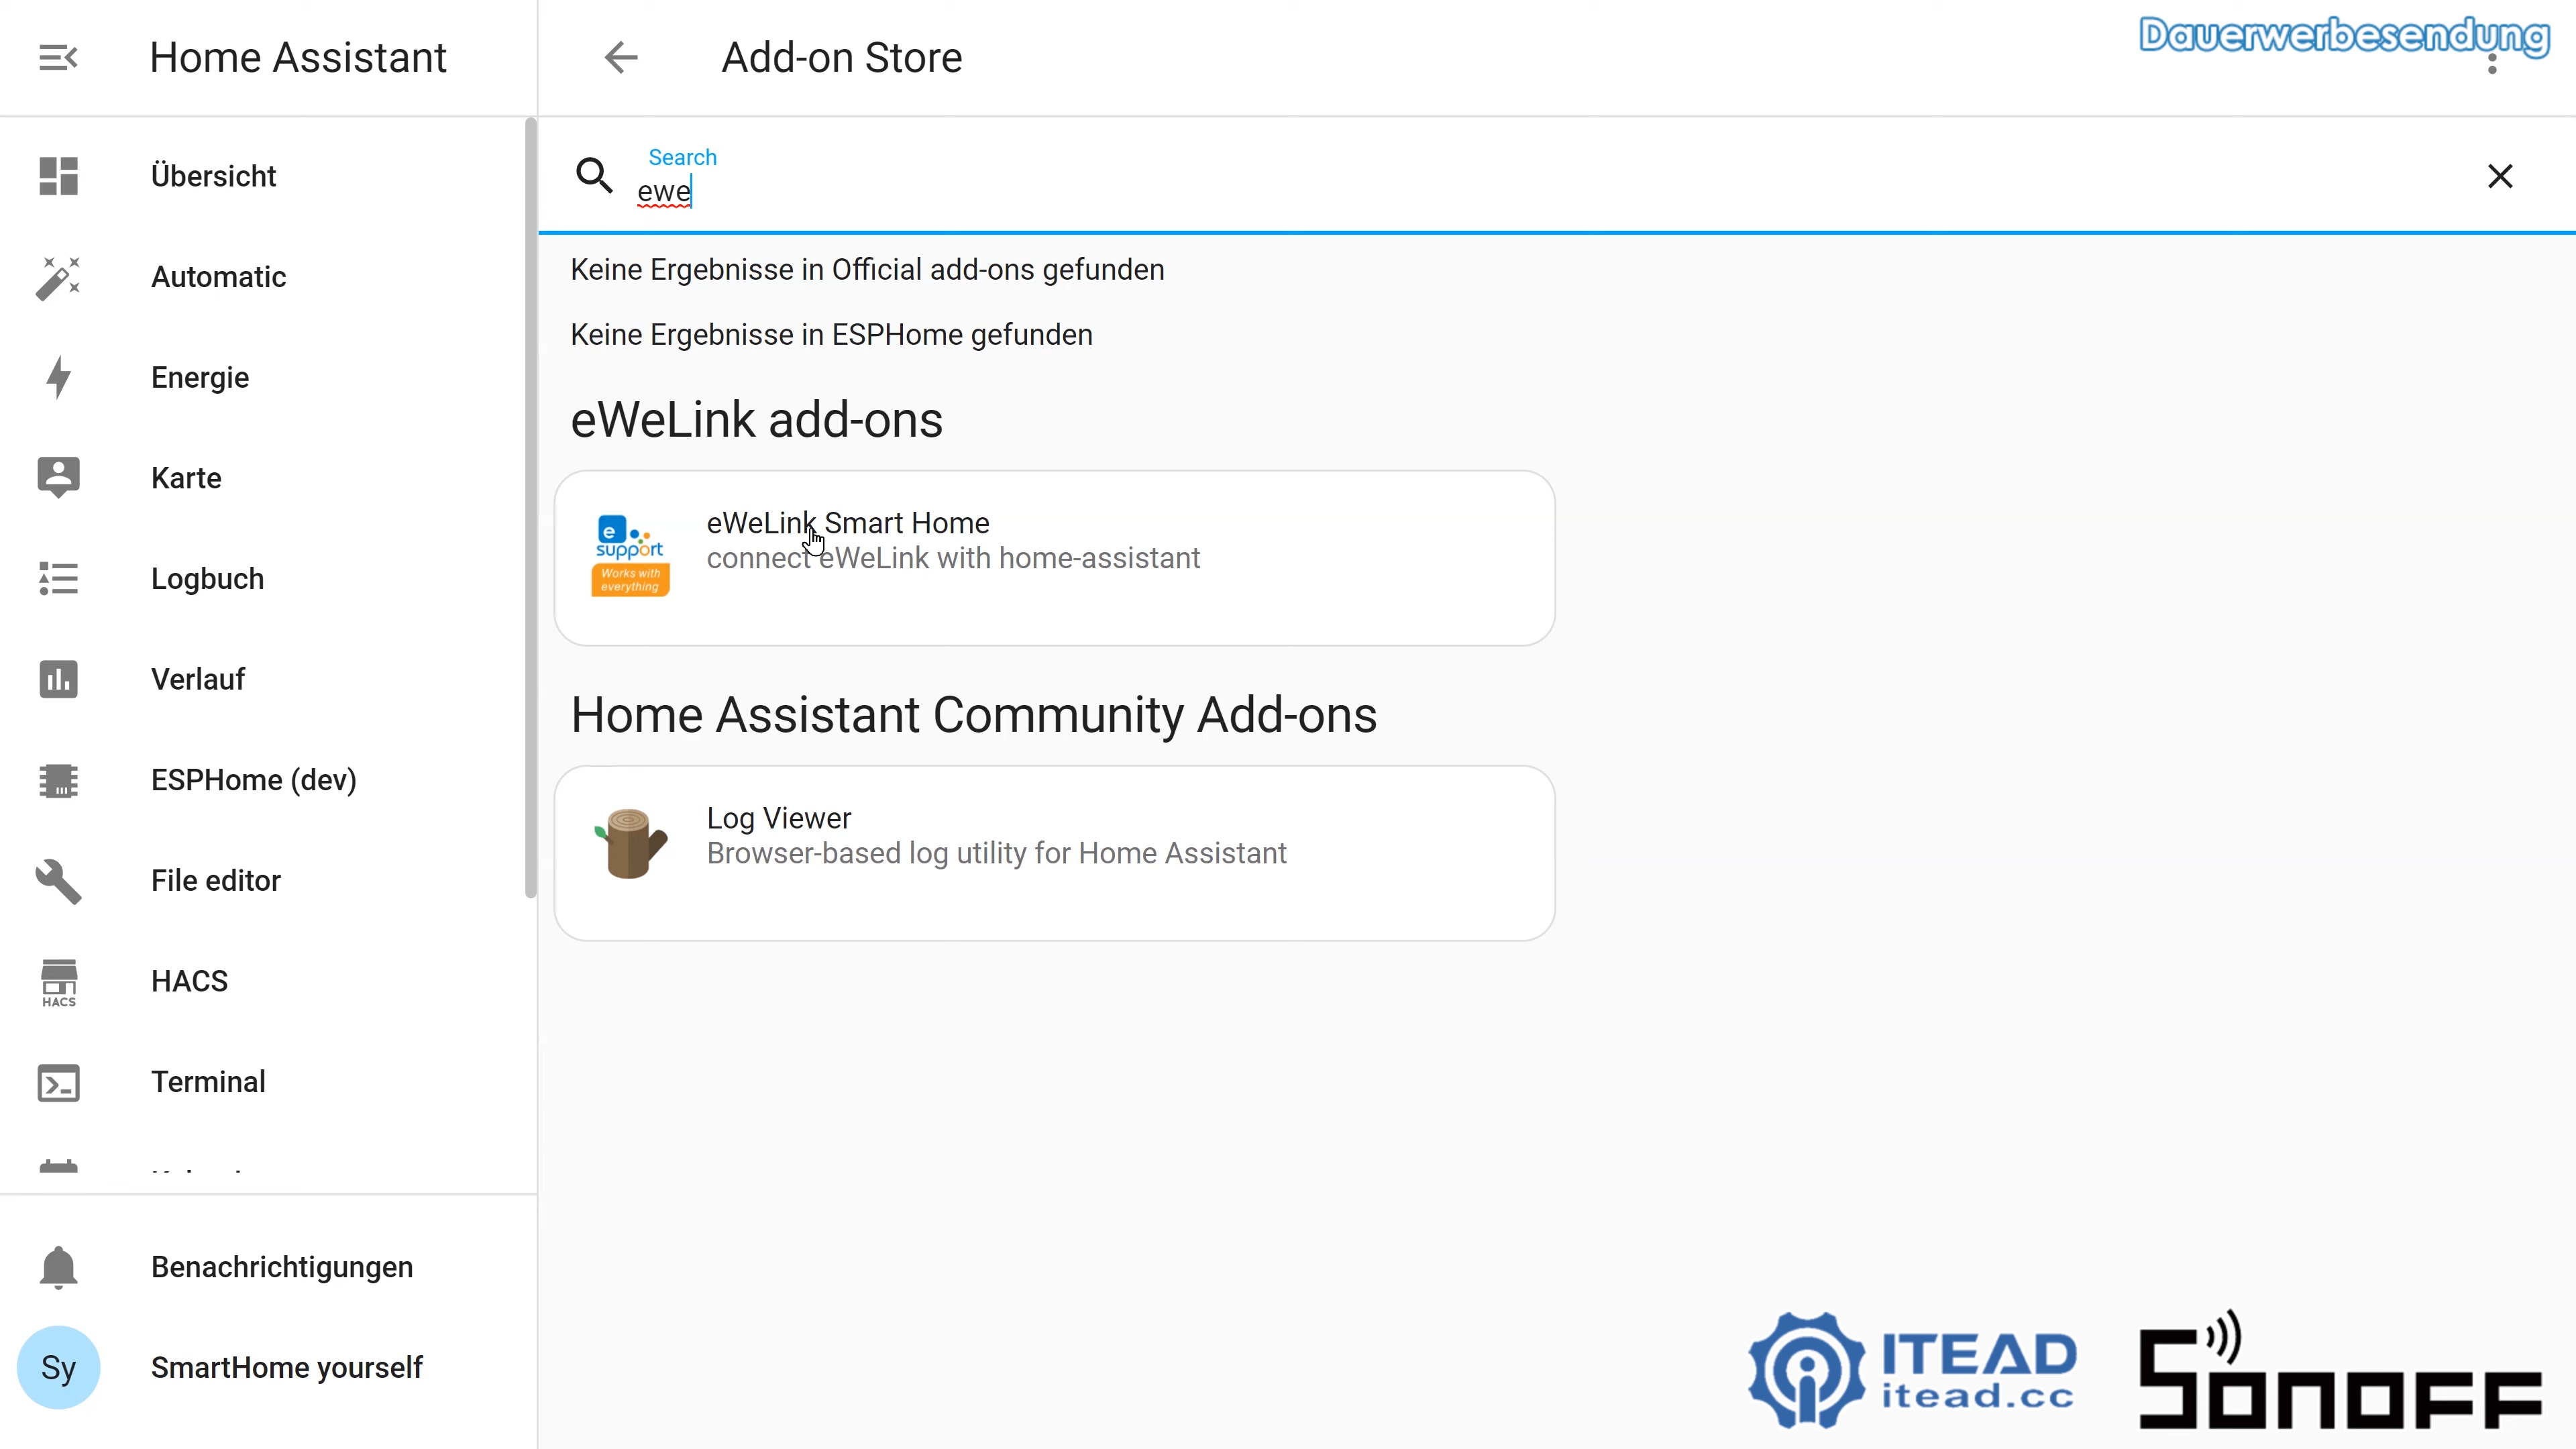 Home Assistant
Add-on Store
Dauerwerbesendung
Übersicht
Automatic
Energie
Karte
Logbuch
Verlauf
ESPHome (dev)
File editor
HACS
HACS
Terminal
Benachrichtigungen
Sy
SmartHome yourself
Search
ewe
Keine Ergebnisse in Official add-ons gefunden
Keine Ergebnisse in ESPHome gefunden
eWeLink add-ons
e
support
Works with
everything
eWeLink Smart Home
connect eWeLink with home-assistant
Home Assistant Community Add-ons
Log Viewer
Browser-based log utility for Home Assistant
ITEAD
itead.cc
SONOFF